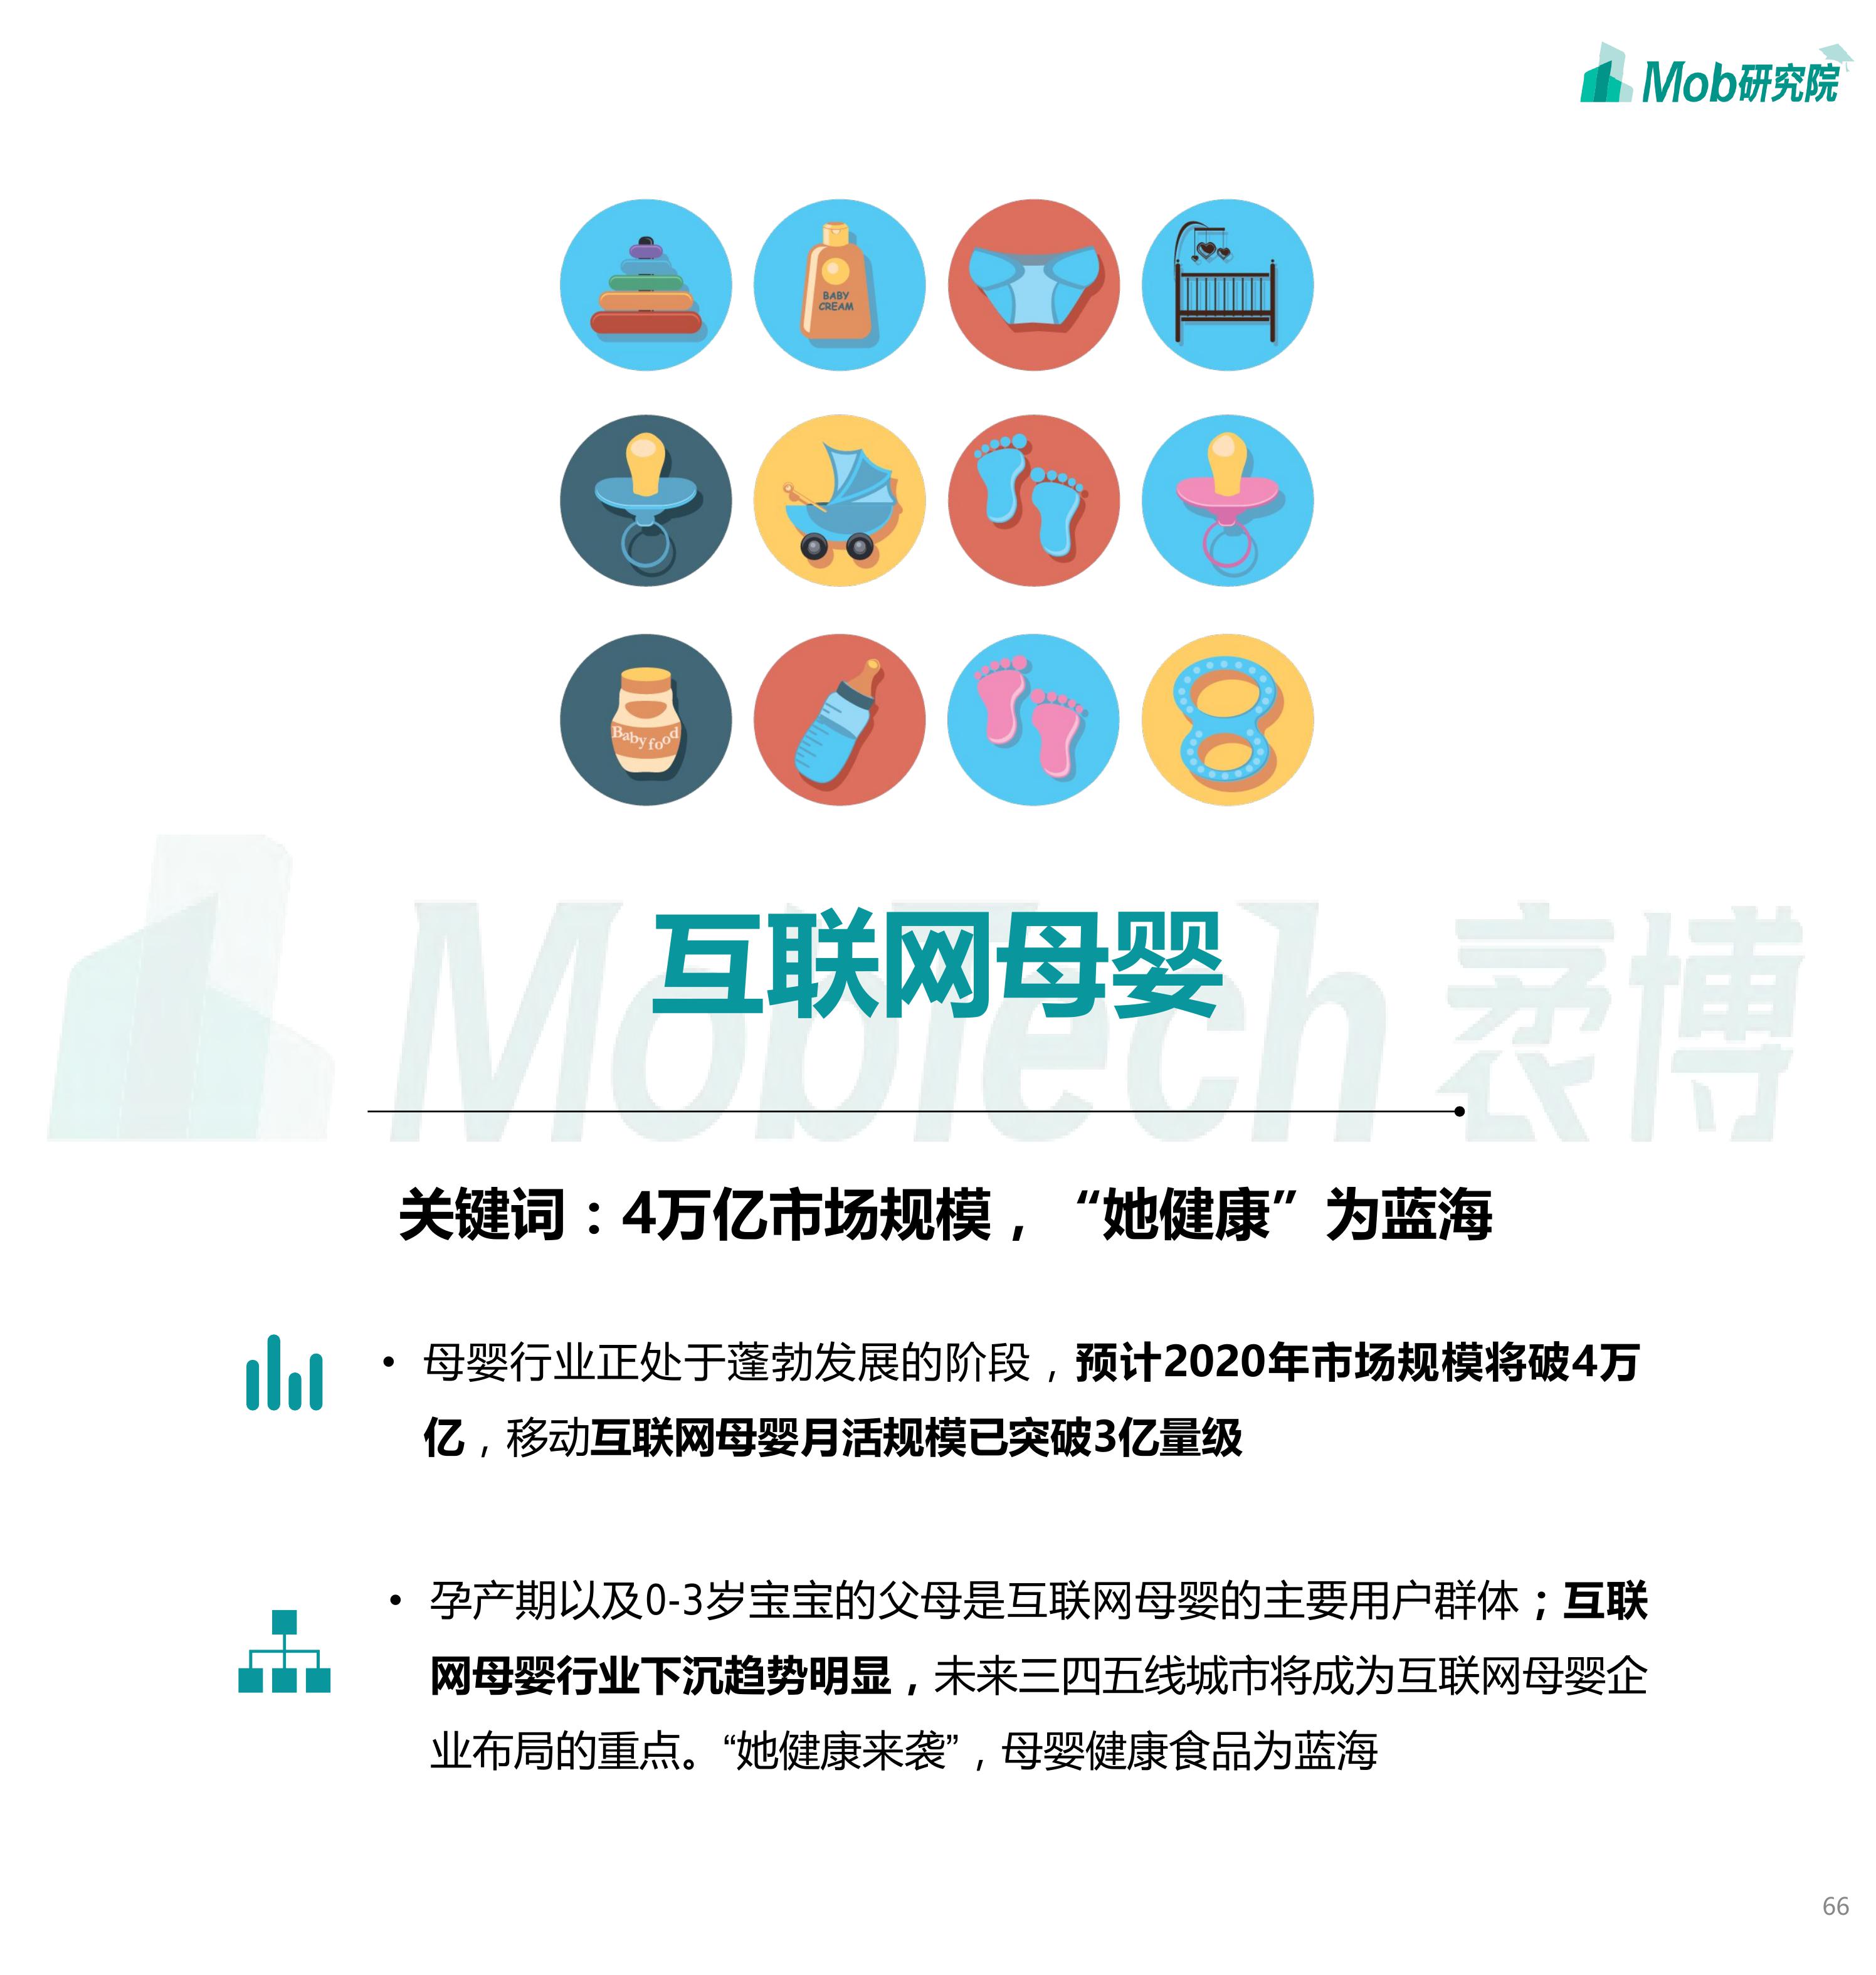 Mob研究院
BABY
CREAM
Baby food
MobTech 袤博
互联网母婴
关键词：4万亿市场规模，“她健康”为蓝海
• 母婴行业正处于蓬勃发展的阶段，预计2020年市场规模将破4万
亿，移动互联网母婴月活规模已突破3亿量级
• 孕产期以及0-3岁宝宝的父母是互联网母婴的主要用户群体；互联
网母婴行业下沉趋势明显，未来三四五线城市将成为互联网母婴企
业布局的重点。“她健康来袭”，母婴健康食品为蓝海
66